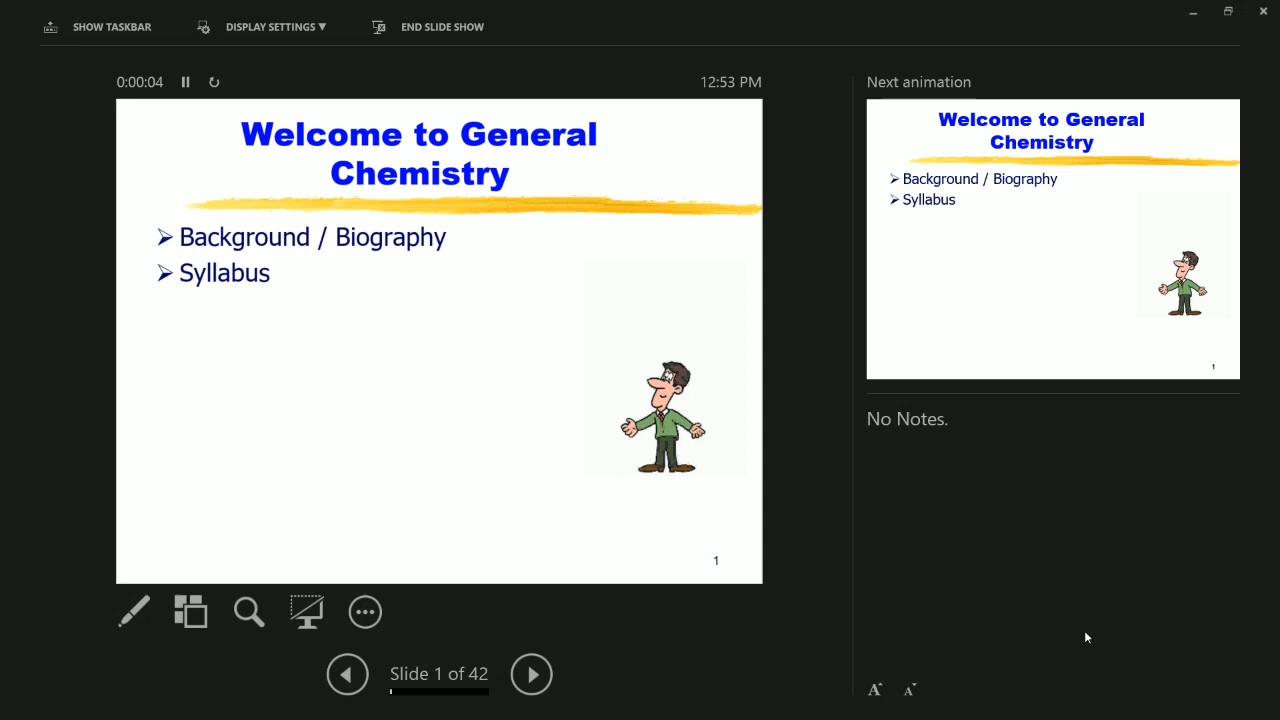 SHOW TASKBAR
DISPLAY SETTINGS ▼
END SLIDE SHOW
0:00:04
12:53 PM
Welcome to General
Chemistry
➢ Background / Biography
➢ Syllabus
1
Slide 1 of 42
Next animation
Welcome to General
Chemistry
➢ Background / Biography
➢ Syllabus
1
No Notes.
A A